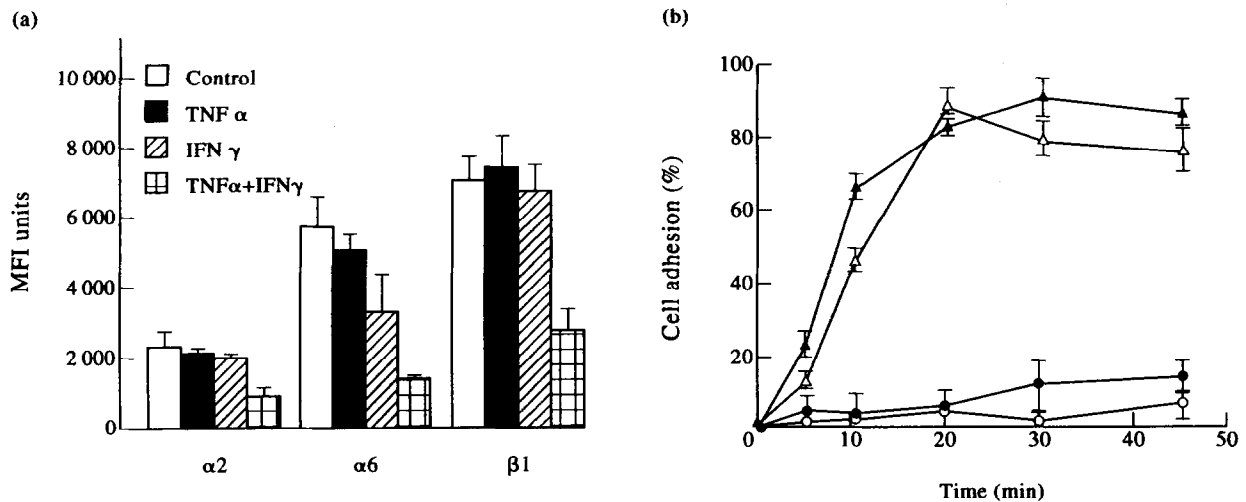 (a)
10 000
8 000
6 000
4 000
2 000
0
MFI units
Control
TNF α
IFN γ
TNFα+IFNγ
α2
α6
β1
(b)
100
80
60
40
20
0
10
20
30
40
50
Cell adhesion (%)
Time (min)